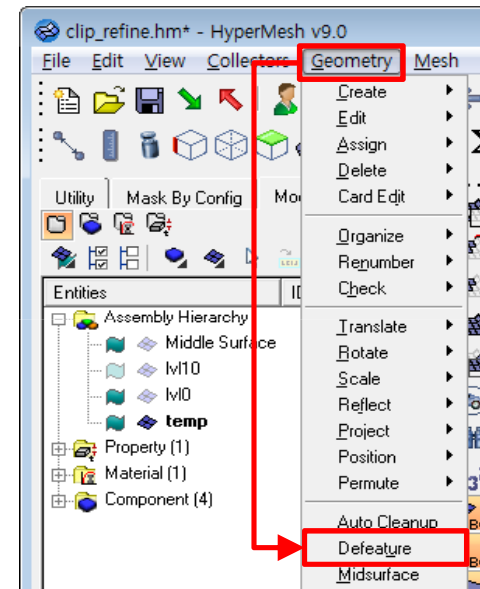 clip_refine.hm* - HyperMesh v9.0
File Edit View Collectors Geometry Mesh
Create
Edit
Assign
Delete
Card Edit
Organize
Renumber
Check
Translate
Rotate
Scale
Reflect
Project
Position
Permute
Auto Cleanup
Defeature
Midsurface
Utility Mask By Config
Entities
Assembly Hierarchy
Middle Surface
lvl10
lvl0
temp
Property (1)
Material (1)
Component (4)